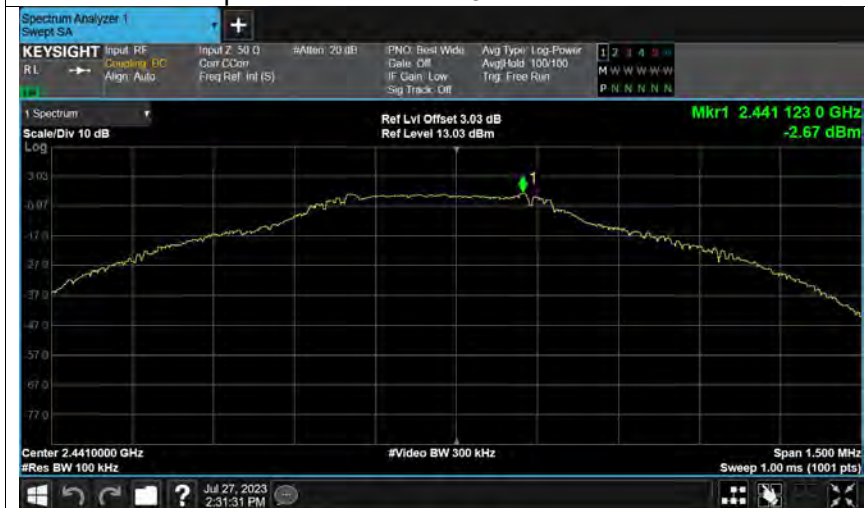 Spectrum Analyzer 1
Swept SA
+
KEYSIGHT Input: RF Input Z: 50 Ω #Atten: 20 dB PNO: Best Wide Avg Type: Log-Power 1 2 3 4 5 6
RL Coupling: DC Corr CCorr Gate: Off Avg|Hold: 100/100 M W W W W W
Align: Auto Freq Ref: Int (S) IF Gain: Low Trig: Free Run
Sig Track: Off P N N N N N
1 Spectrum Ref Lvl Offset 3.03 dB Mkr1 2.441 123 0 GHz
Scale/Div 10 dB Ref Level 13.03 dBm -2.67 dBm
Log
3.03
1
-6.97
-17.0
-27.0
-37.0
-47.0
-57.0
-67.0
-77.0
Center 2.4410000 GHz #Video BW 300 kHz Span 1.500 MHz
#Res BW 100 kHz Sweep 1.00 ms (1001 pts)
? Jul 27, 2023
2:31:31 PM